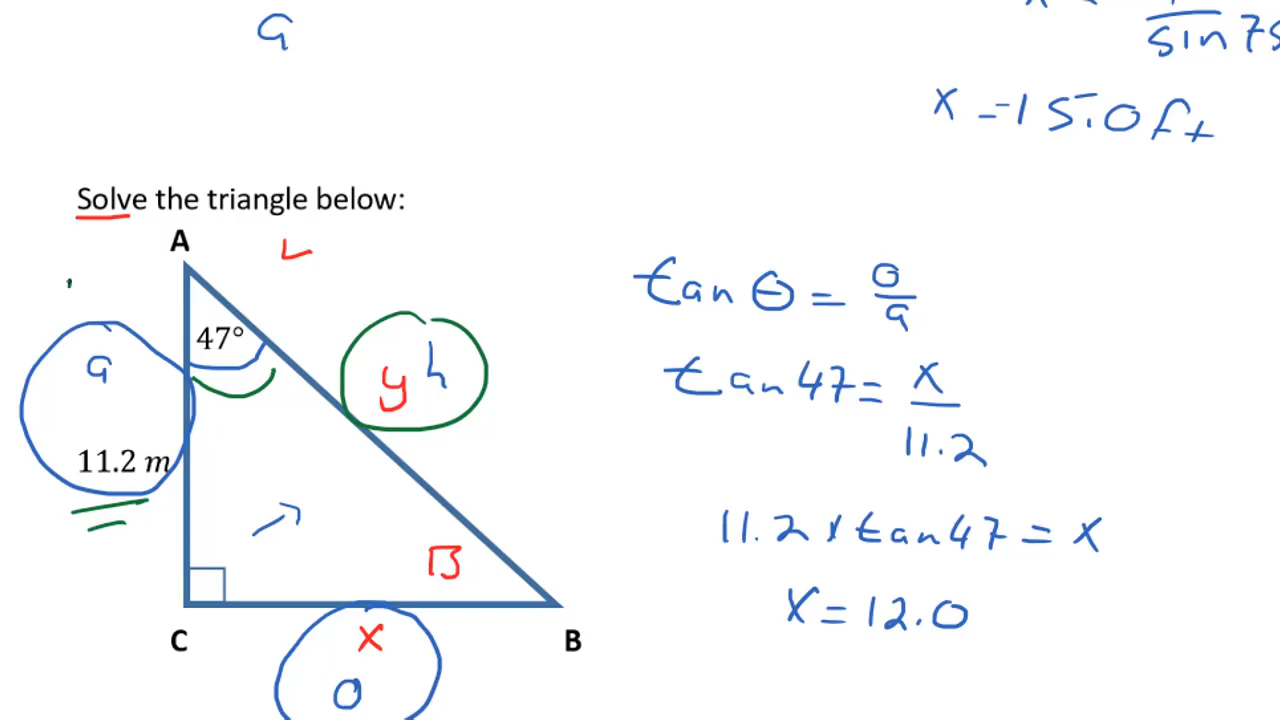 a
x =
sin 75
x = 15.0 ft
Solve the triangle below:
A
47°
a
y h
11.2 m
B
C
x
B
o
tan θ = o/a
tan 47 = x/11.2
11.2 x tan 47 = x
x = 12.0